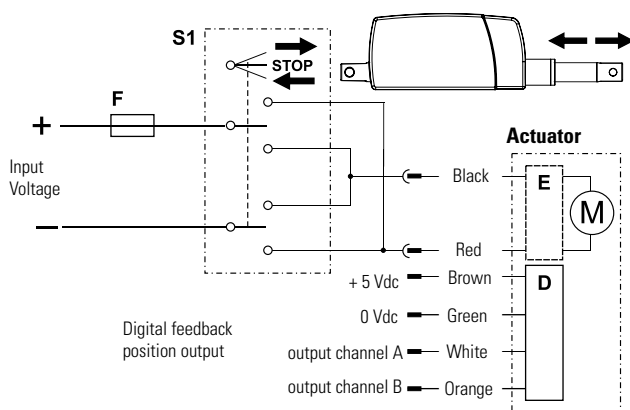 S1
STOP
F
+
Input
Voltage
–
Actuator
Black
E
M
Red
+ 5 Vdc
Brown
D
0 Vdc
Green
Digital feedback
position output
output channel A
White
output channel B
Orange